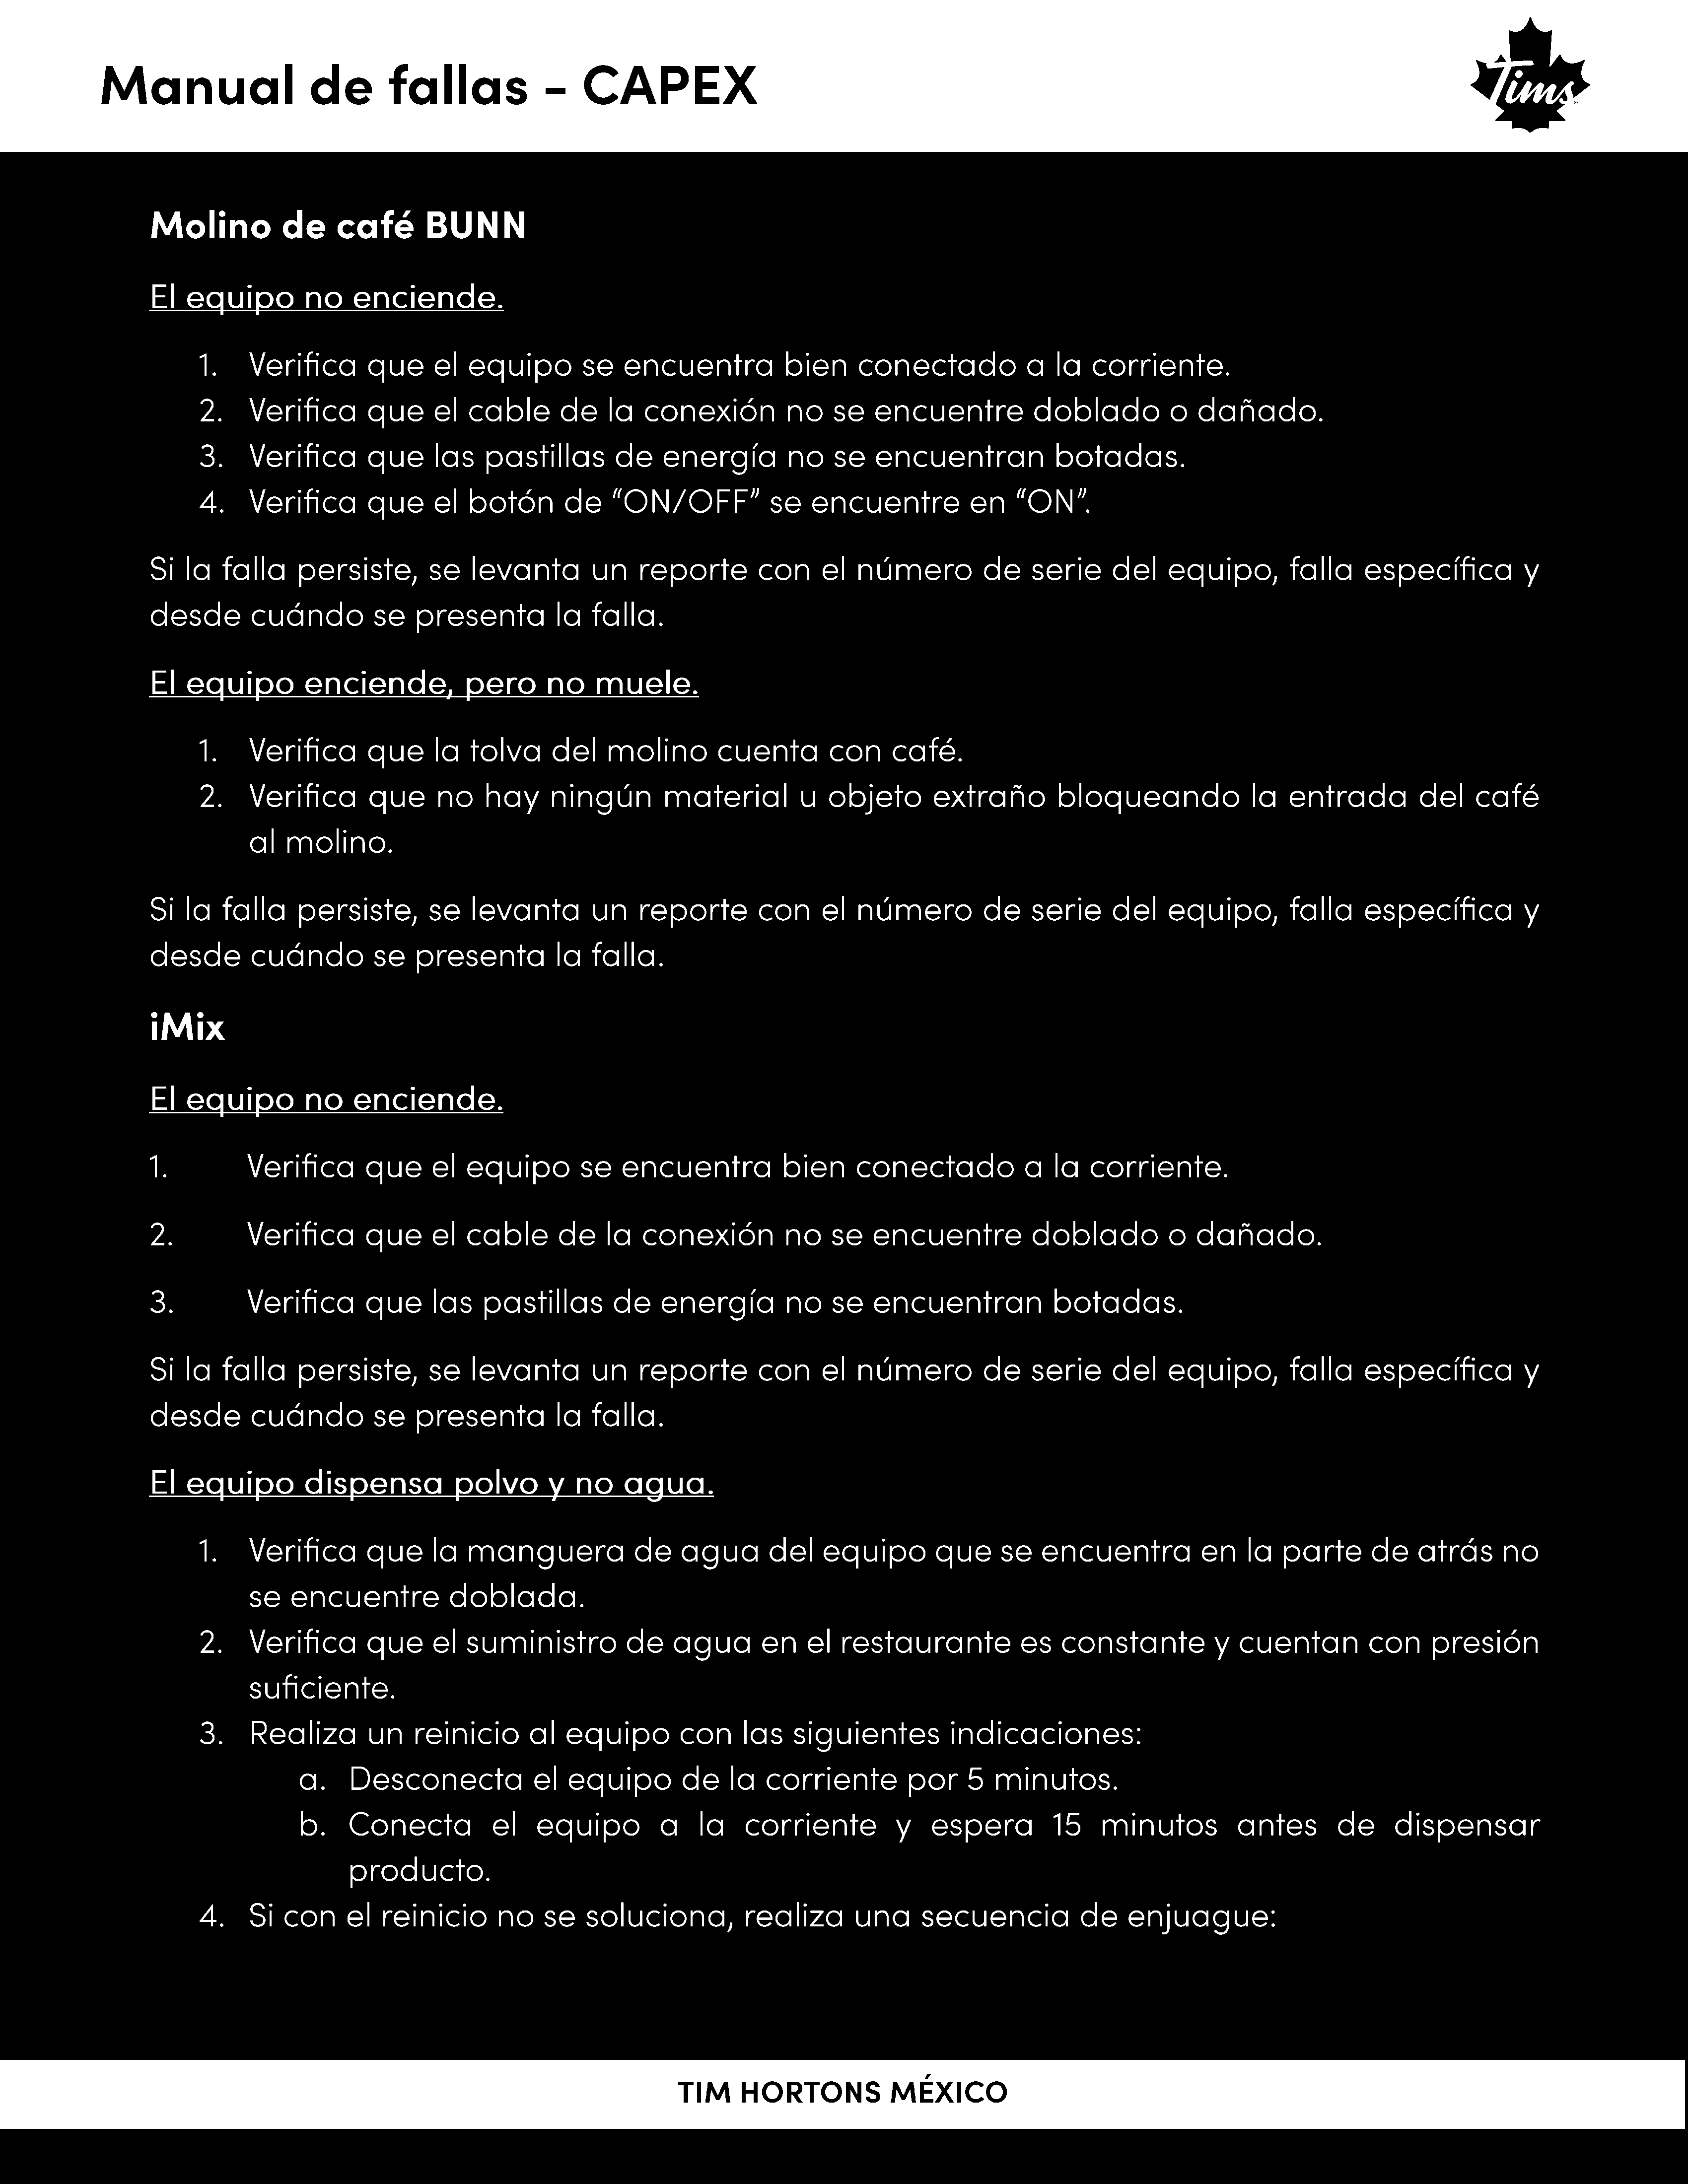 Manual de fallas - CAPEX
Tims
Molino de café BUNN
El equipo no enciende.
1. Verifica que el equipo se encuentra bien conectado a la corriente.
2. Verifica que el cable de la conexión no se encuentre doblado o dañado.
3. Verifica que las pastillas de energía no se encuentran botadas.
4. Verifica que el botón de “ON/OFF” se encuentre en “ON”.
Si la falla persiste, se levanta un reporte con el número de serie del equipo, falla específica y
desde cuándo se presenta la falla.
El equipo enciende, pero no muele.
1. Verifica que la tolva del molino cuenta con café.
2. Verifica que no hay ningún material u objeto extraño bloqueando la entrada del café
al molino.
Si la falla persiste, se levanta un reporte con el número de serie del equipo, falla específica y
desde cuándo se presenta la falla.
iMix
El equipo no enciende.
1. Verifica que el equipo se encuentra bien conectado a la corriente.
2. Verifica que el cable de la conexión no se encuentre doblado o dañado.
3. Verifica que las pastillas de energía no se encuentran botadas.
Si la falla persiste, se levanta un reporte con el número de serie del equipo, falla específica y
desde cuándo se presenta la falla.
El equipo dispensa polvo y no agua.
1. Verifica que la manguera de agua del equipo que se encuentra en la parte de atrás no
se encuentre doblada.
2. Verifica que el suministro de agua en el restaurante es constante y cuentan con presión
suficiente.
3. Realiza un reinicio al equipo con las siguientes indicaciones:
a. Desconecta el equipo de la corriente por 5 minutos.
b. Conecta el equipo a la corriente y espera 15 minutos antes de dispensar
producto.
4. Si con el reinicio no se soluciona, realiza una secuencia de enjuague:
TIM HORTONS MÉXICO